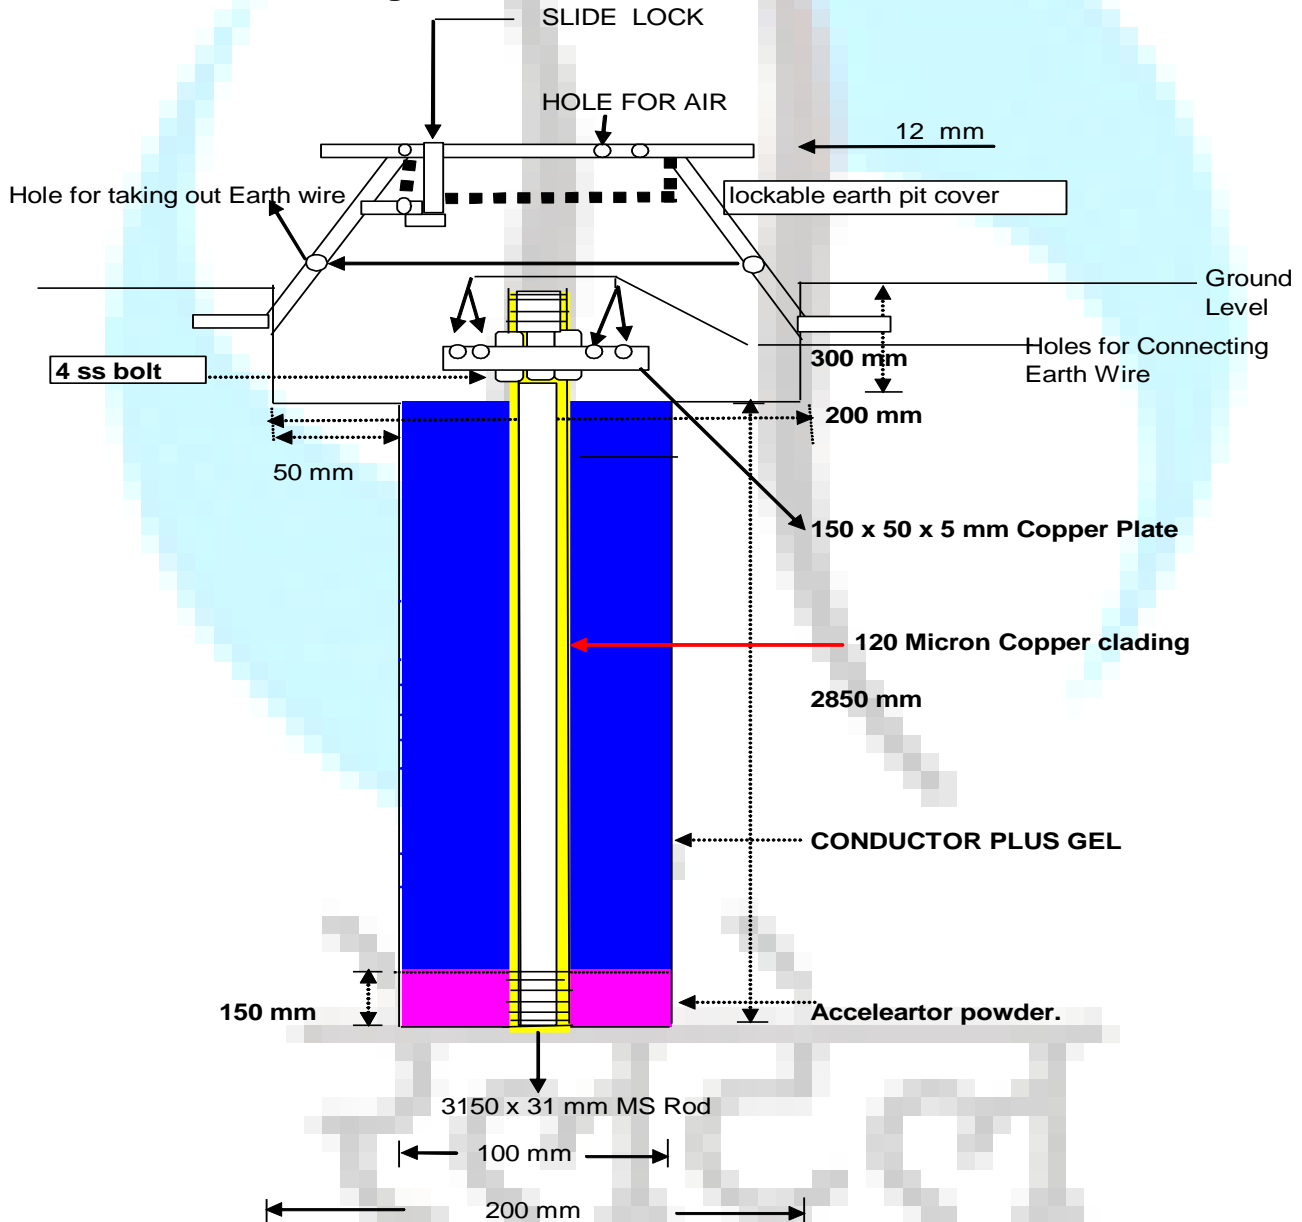 SLIDE  LOCK
HOLE FOR AIR
12  mm
Hole for taking out Earth wire
lockable earth pit cover
Ground
Level
300 mm
Holes for Connecting
Earth Wire
4 ss bolt
200 mm
50 mm
150 x 50 x 5 mm Copper Plate
120 Micron Copper clading
2850 mm
CONDUCTOR PLUS GEL
150 mm
Acceleartor powder.
3150 x 31 mm MS Rod
100 mm
200 mm